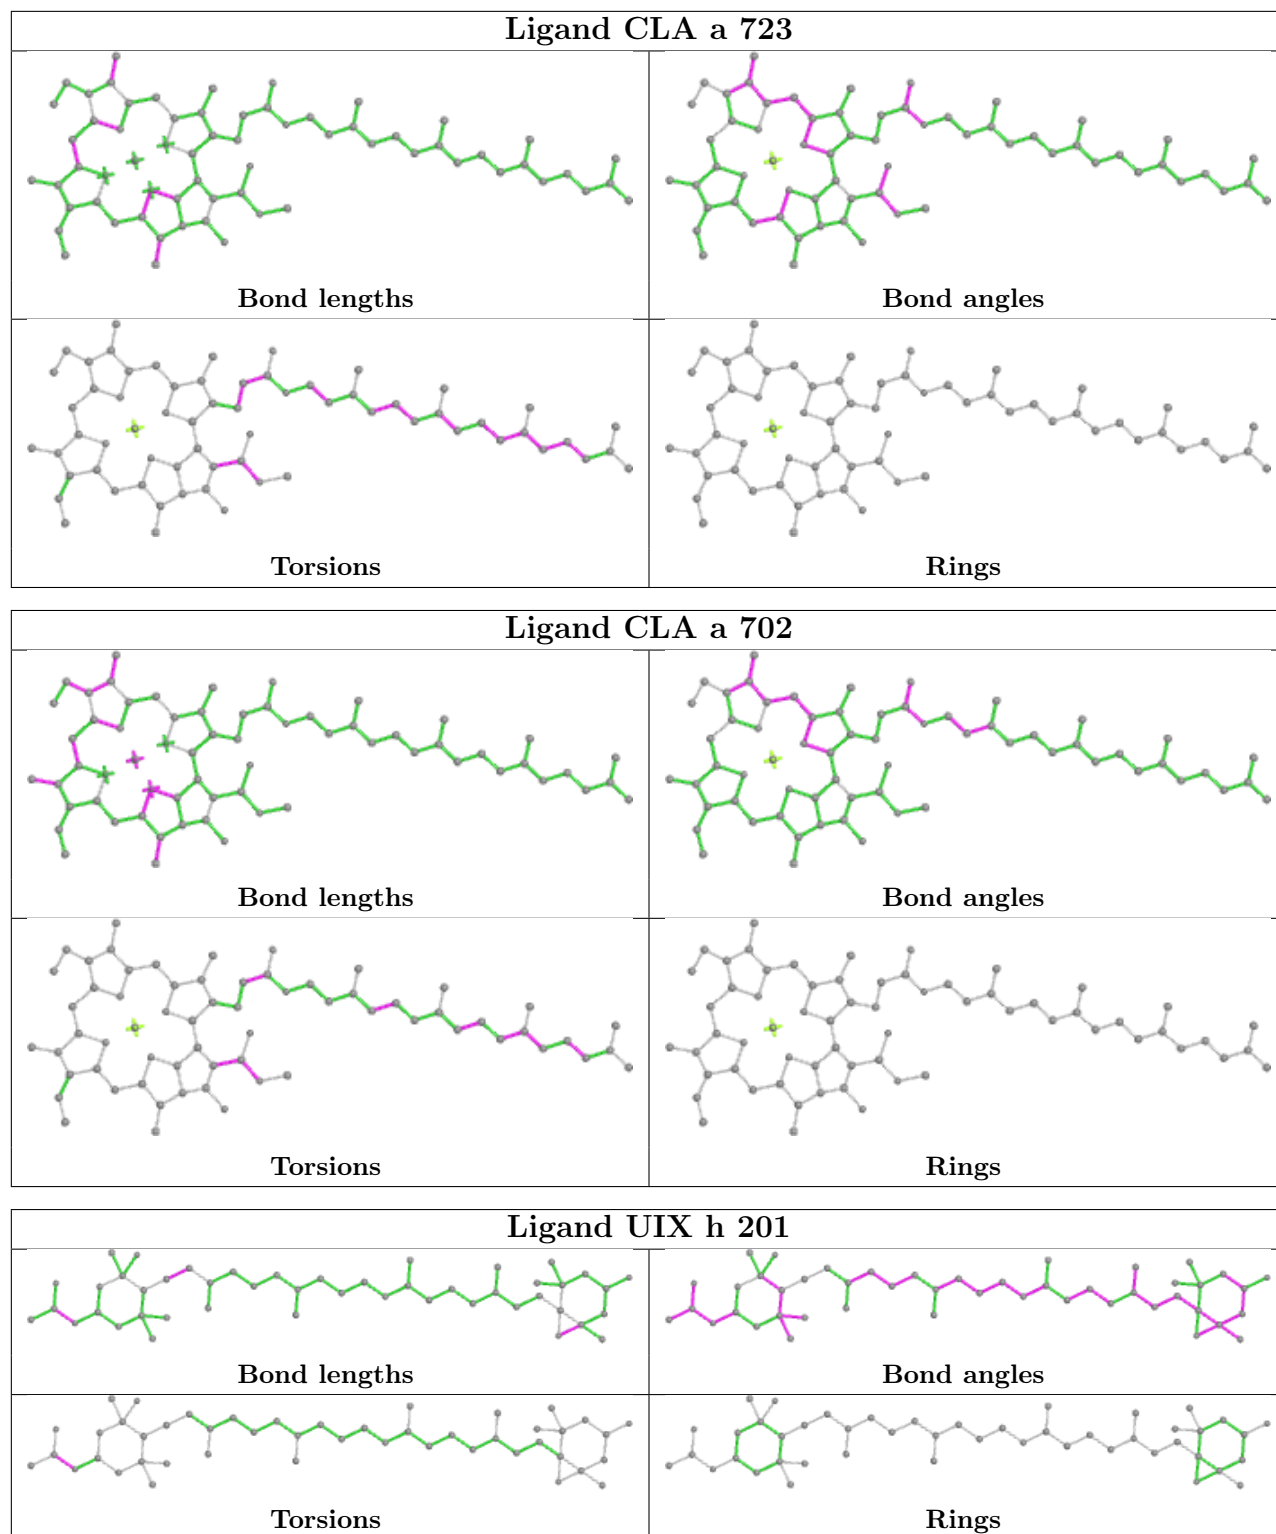 Ligand CLA a 723
Bond lengths
Bond angles
Torsions
Rings
Ligand CLA a 702
Bond lengths
Bond angles
Torsions
Rings
Ligand UIX h 201
Bond lengths
Bond angles
Torsions
Rings